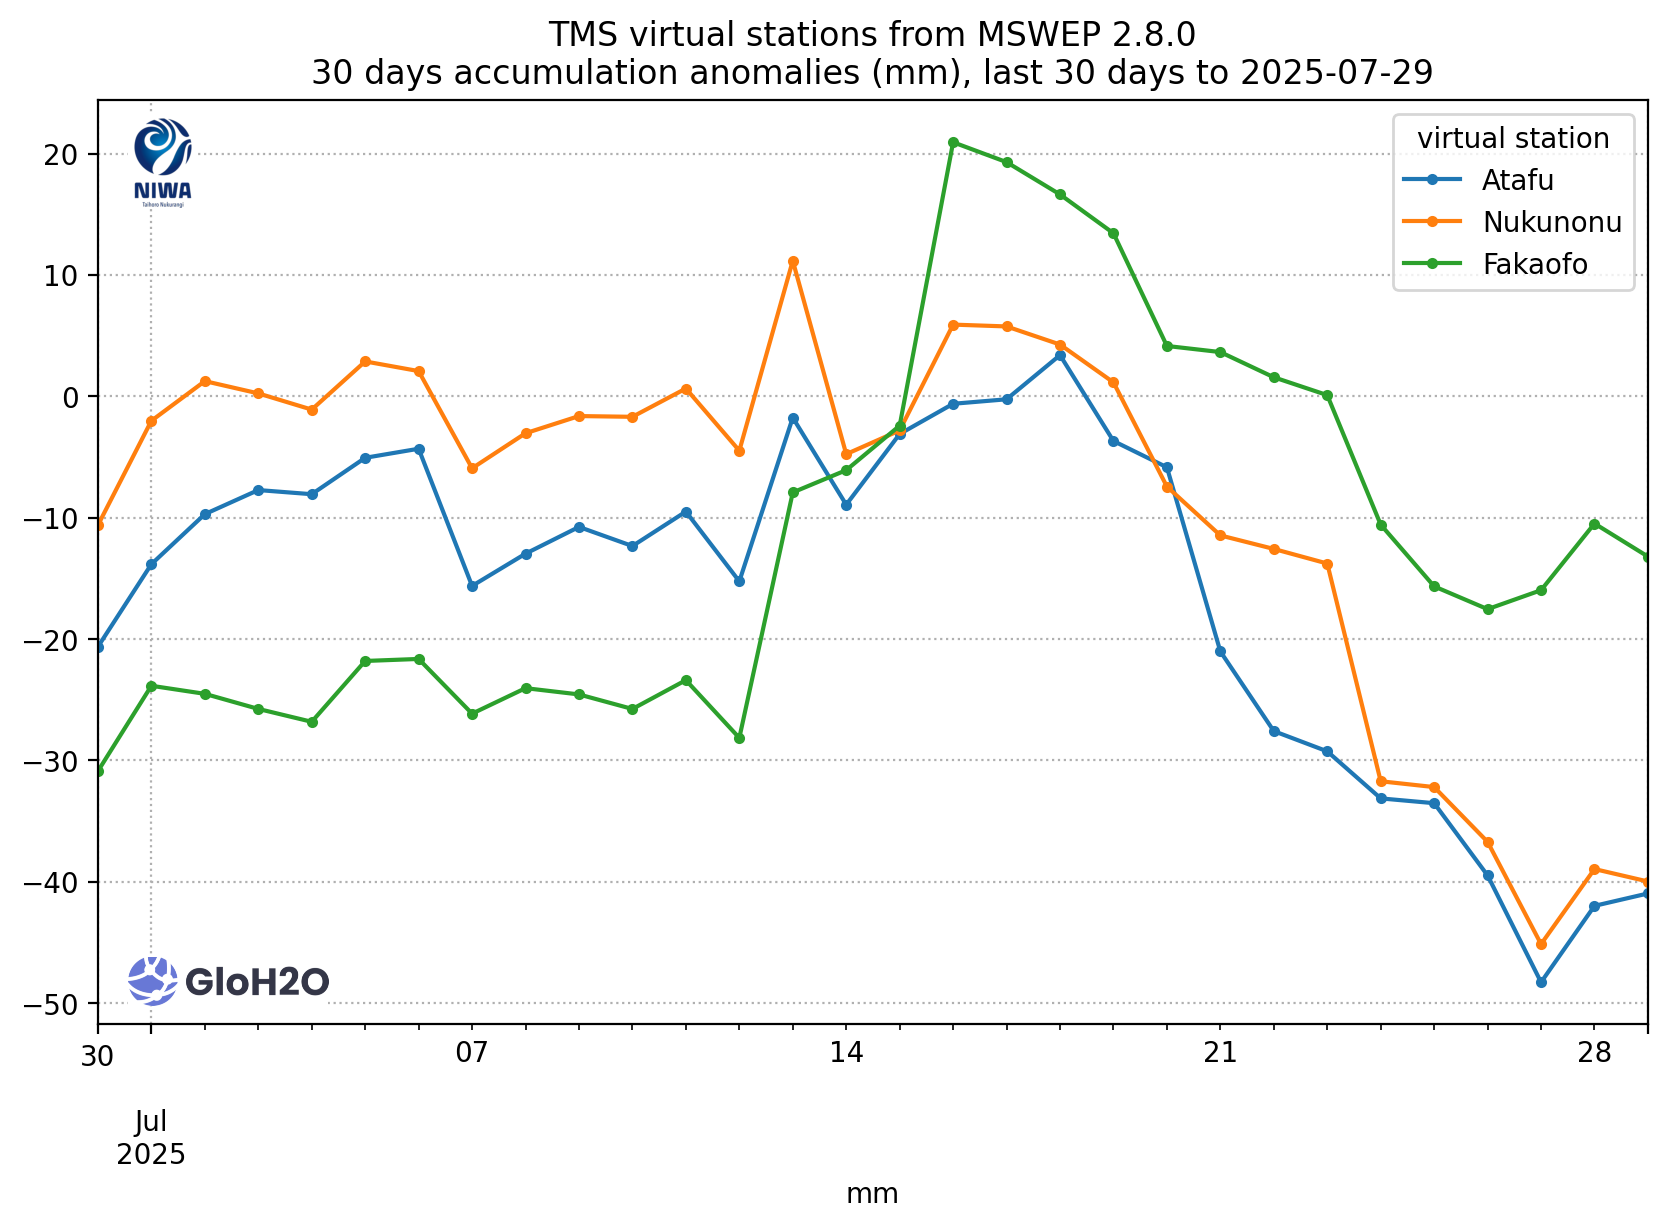 TMS virtual stations from MSWEP 2.8.0
30 days accumulation anomalies (mm), last 30 days to 2025-07-29
NIWA
Taihoro Nukurangi
virtual station
Atafu
Nukunonu
Fakaofo
20
10
0
−10
−20
−30
−40
−50
GloH2O
30
07
14
21
28
Jul
2025
mm